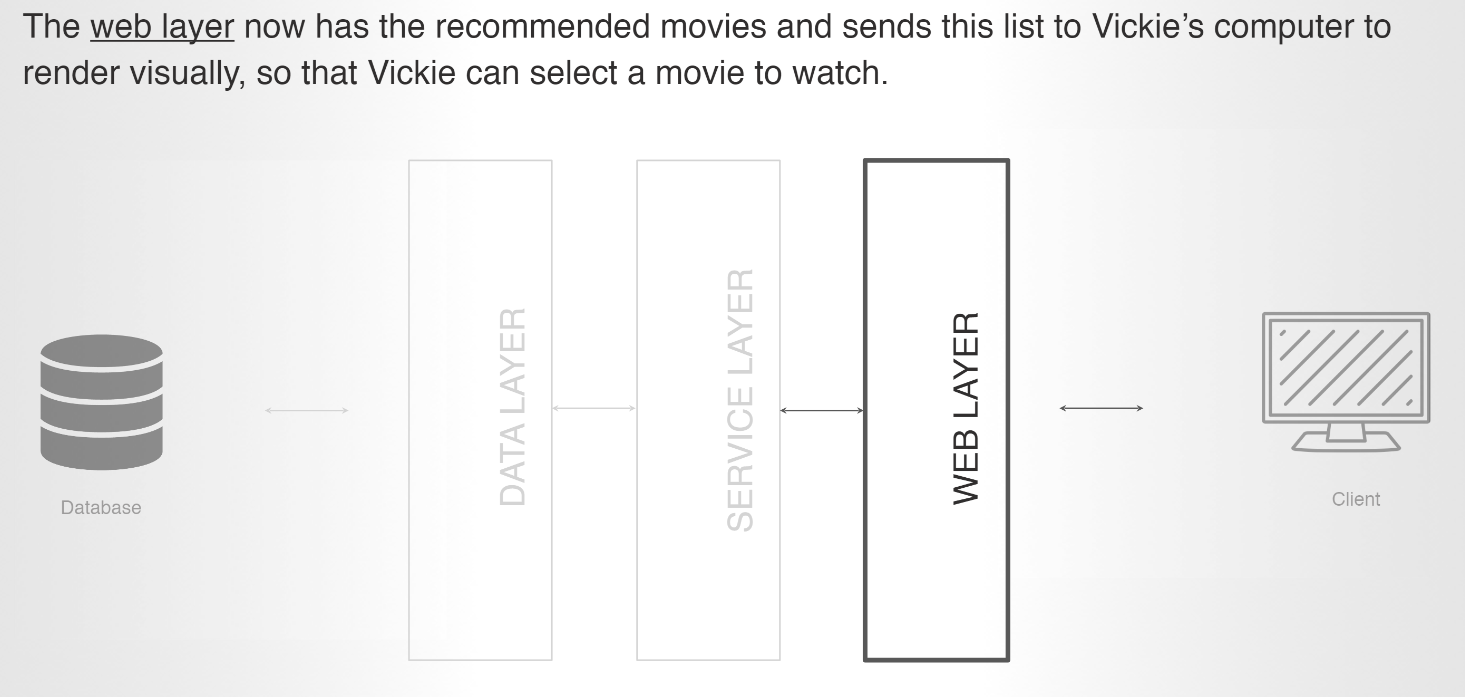 The web layer now has the recommended movies and sends this list to Vickie’s computer to
render visually, so that Vickie can select a movie to watch.
DATA LAYER
SERVICE LAYER
WEB LAYER
Database
Client